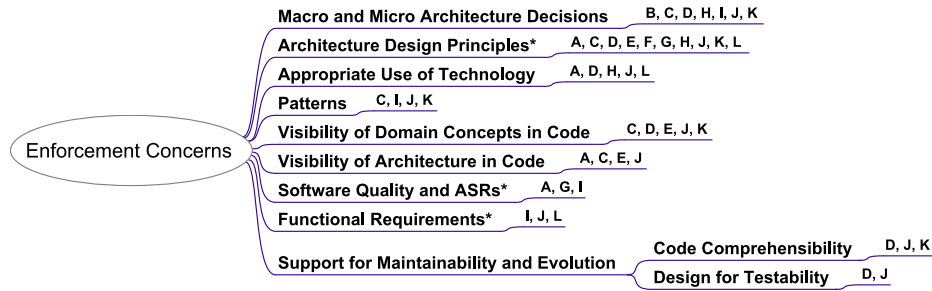 Macro and Micro Architecture Decisions B, C, D, H, I, J, K
Architecture Design Principles* A, C, D, E, F, G, H, J, K, L
Appropriate Use of Technology A, D, H, J, L
Patterns C, I, J, K
Visibility of Domain Concepts in Code C, D, E, J, K
Enforcement Concerns
Visibility of Architecture in Code A, C, E, J
Software Quality and ASRs* A, G, I
Functional Requirements* I, J, L
Support for Maintainability and Evolution
Code Comprehensibility D, J, K
Design for Testability D, J